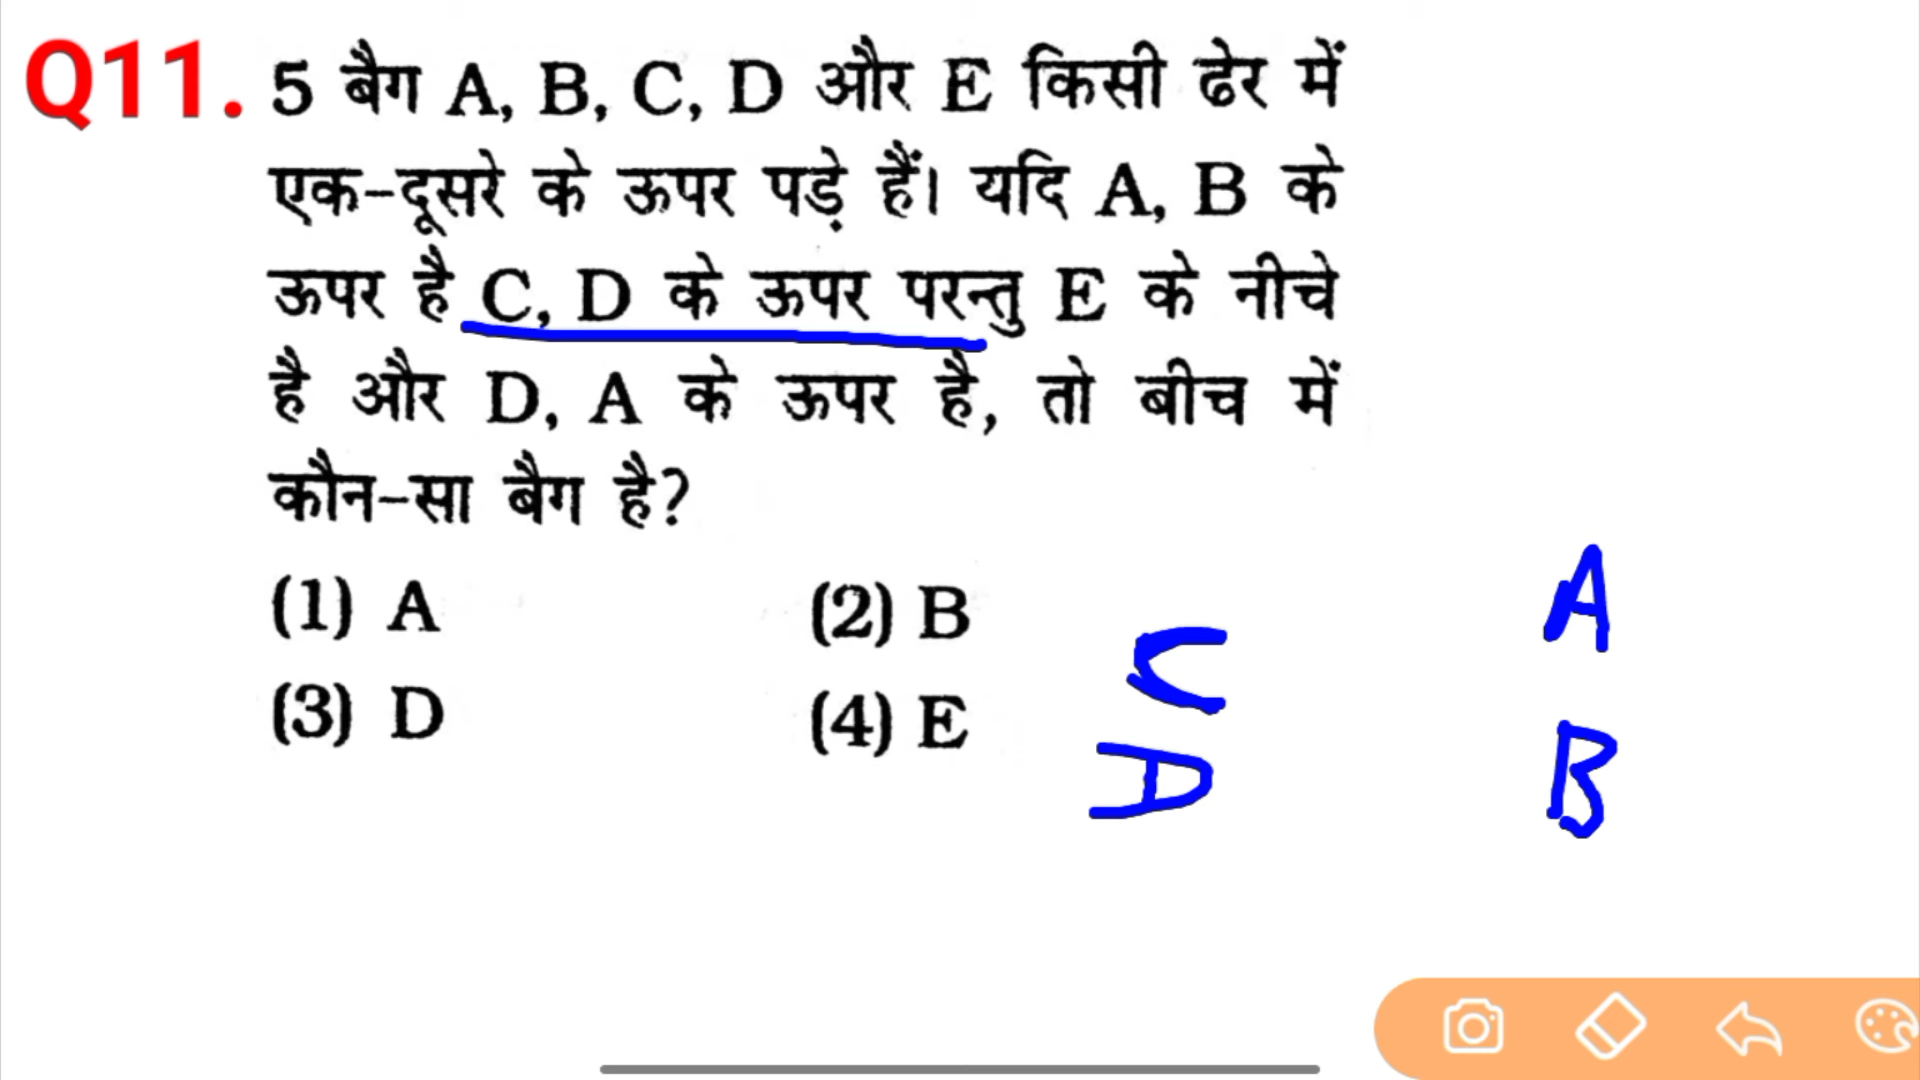 Q11. 5 बैग A, B, C, D और E किसी ढेर में
एक-दूसरे के ऊपर पड़े हैं। यदि A, B के
ऊपर है C, D के ऊपर परन्तु E के नीचे
है और D, A के ऊपर है, तो बीच में
कौन-सा बैग है?
(1) A (2) B
(3) D (4) E
C
D
A
B